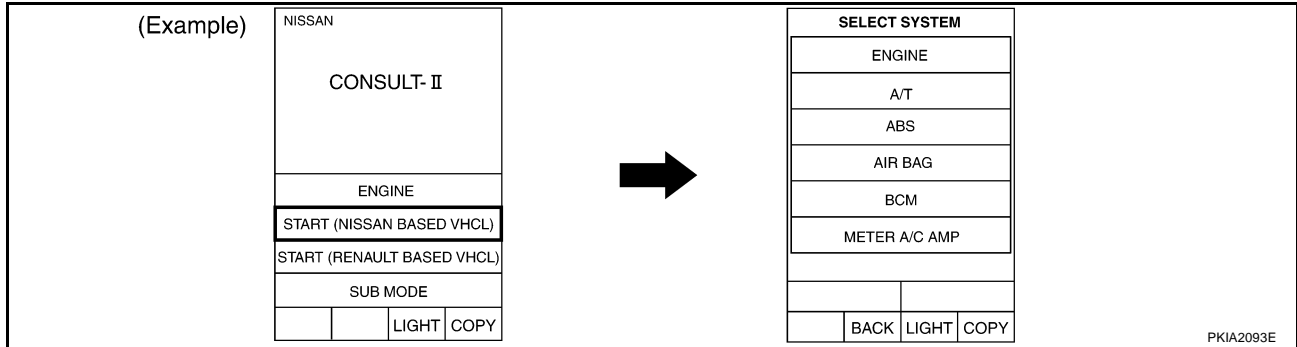 (Example)
NISSAN
CONSULT-II
ENGINE
START (NISSAN BASED VHCL)
START (RENAULT BASED VHCL)
SUB MODE
LIGHT COPY
SELECT SYSTEM
ENGINE
A/T
ABS
AIR BAG
BCM
METER A/C AMP
BACK LIGHT COPY
PKIA2093E